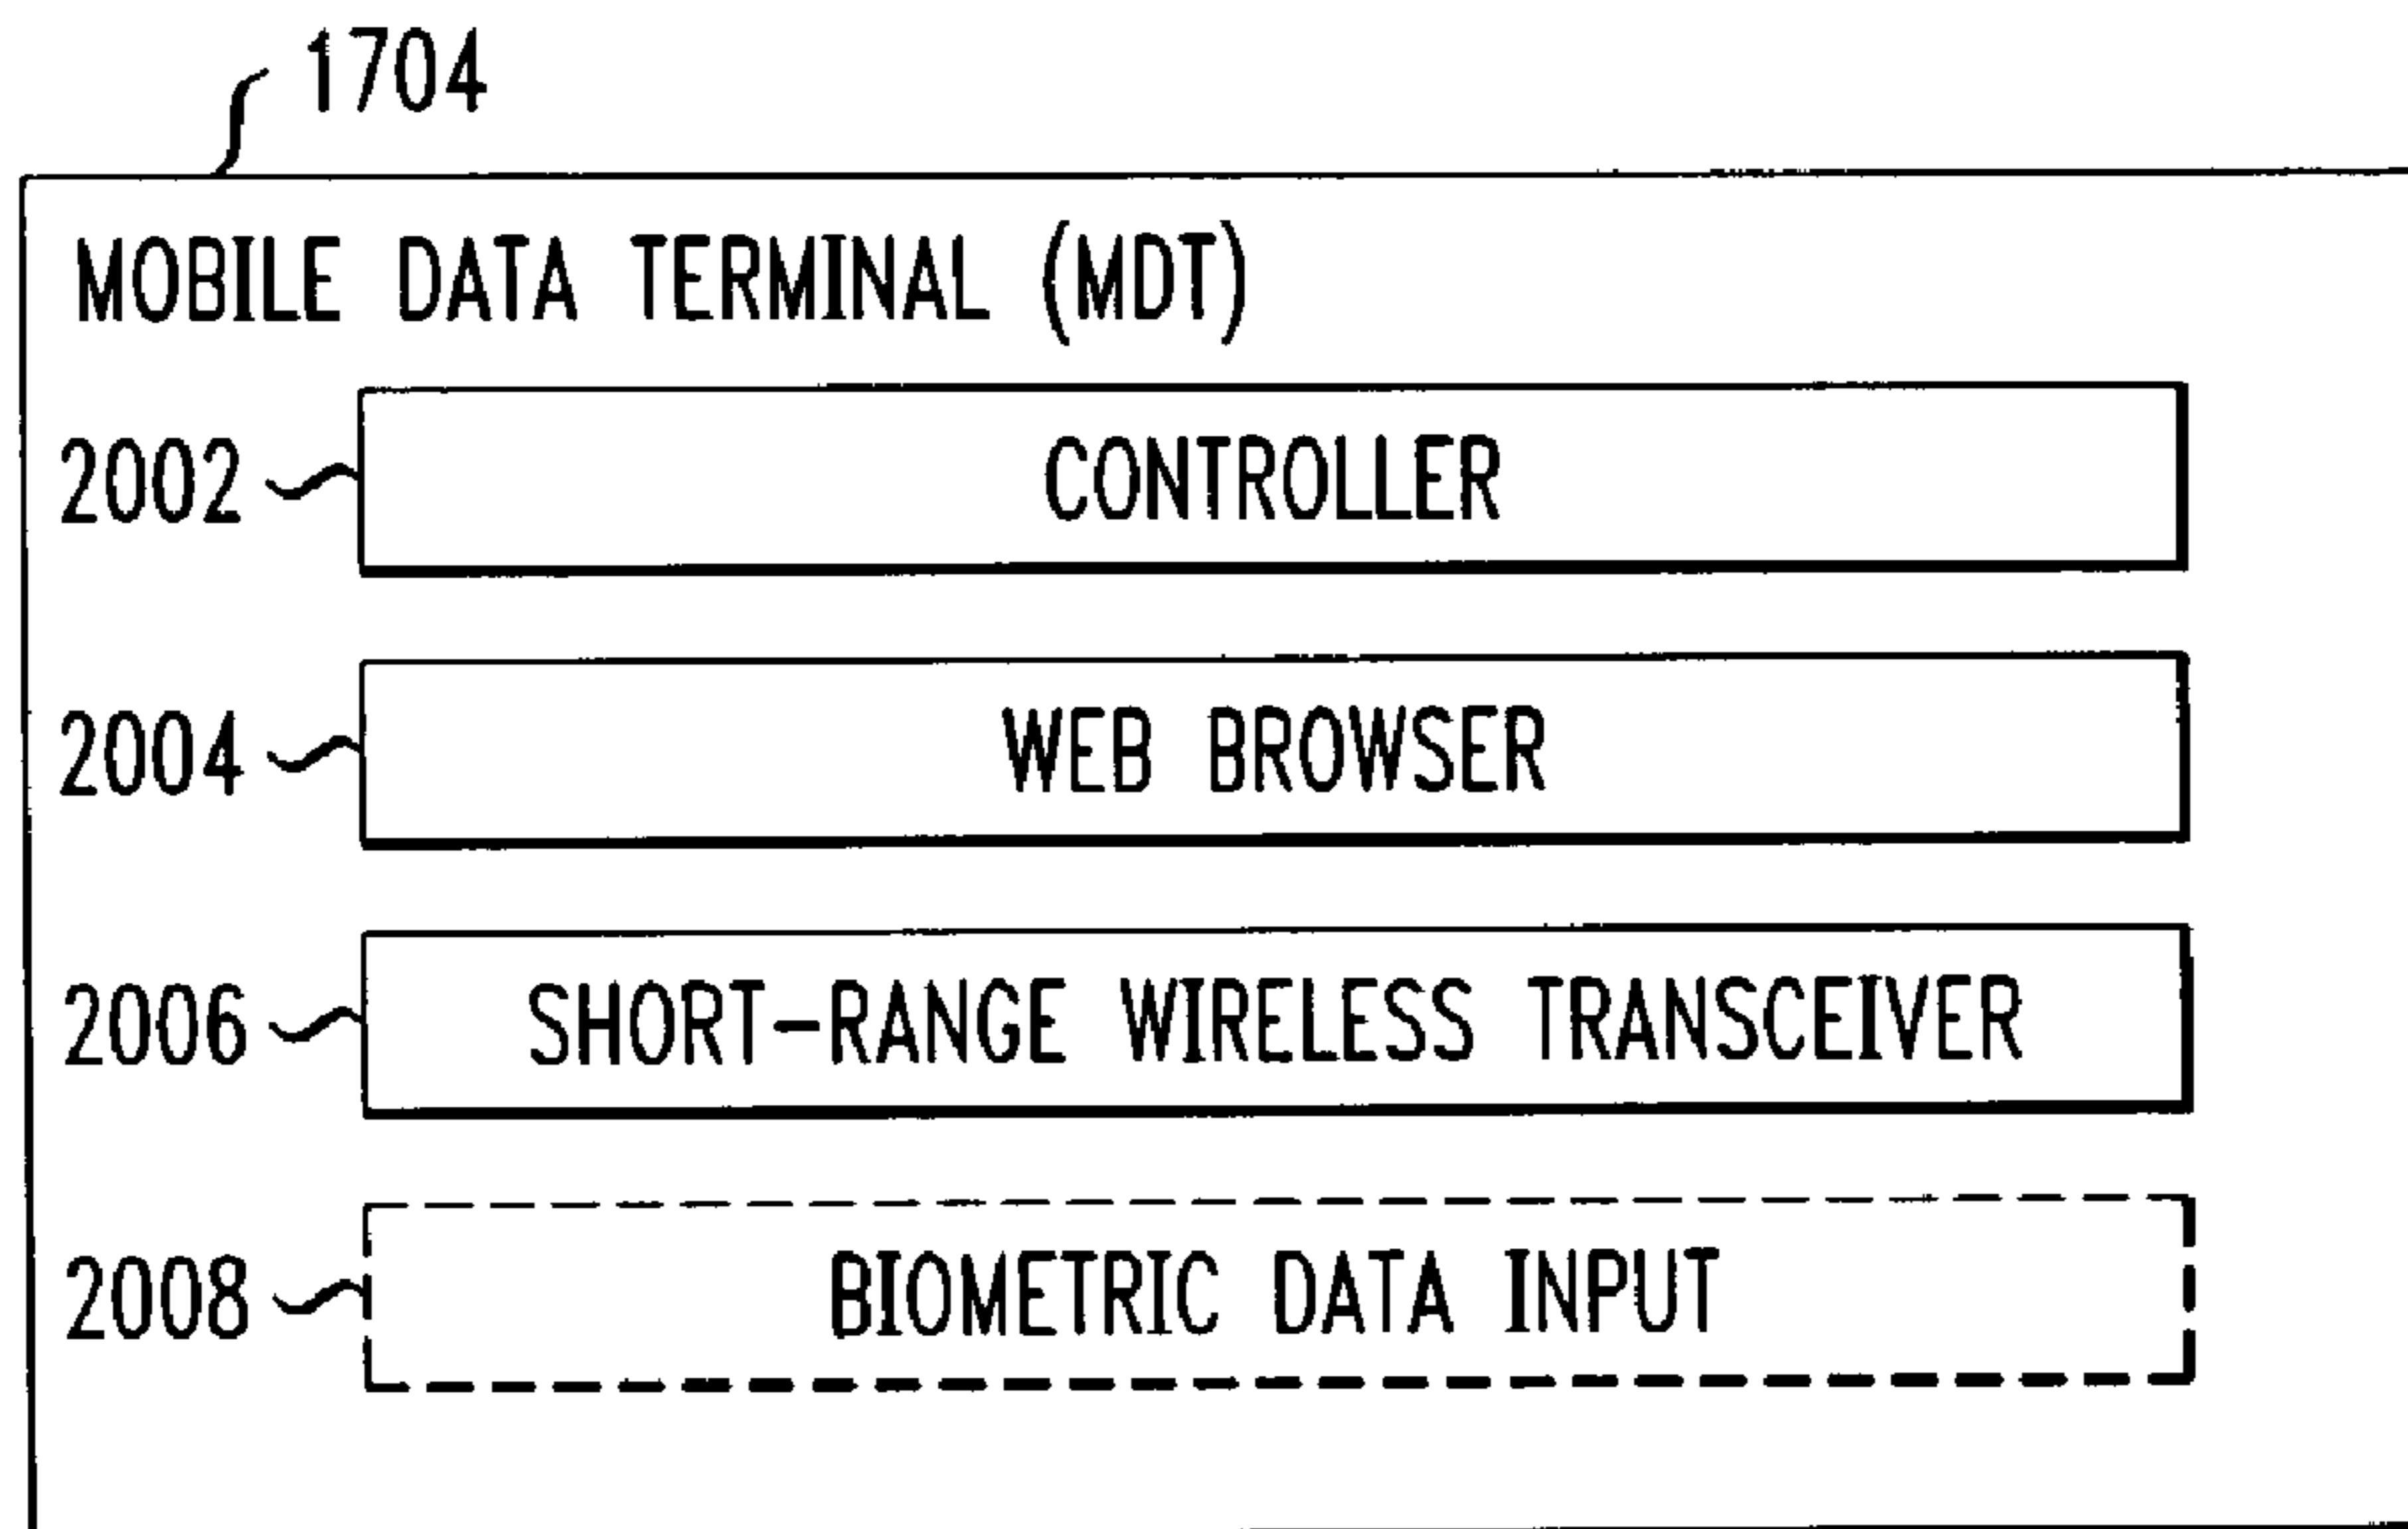 1704
MOBILE DATA TERMINAL (MDT)
2002 CONTROLLER
2004 WEB BROWSER
2006 SHORT-RANGE WIRELESS TRANSCEIVER
2008 BIOMETRIC DATA INPUT